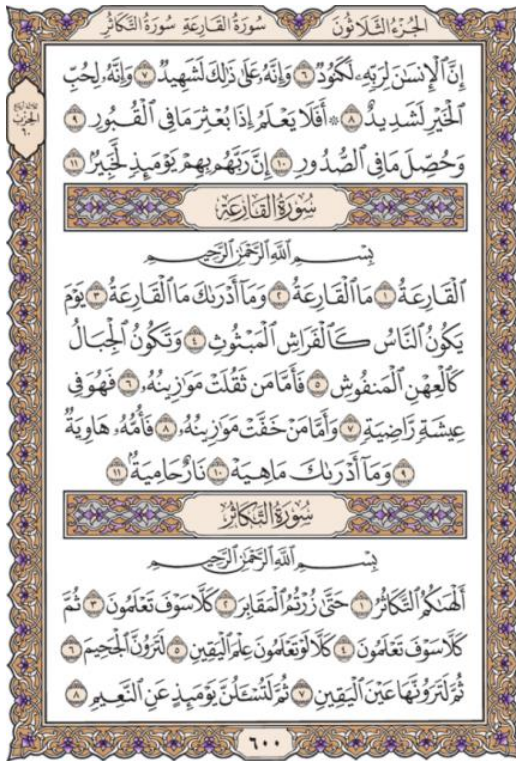 الجزء الثلاثون
سورة القارعة سورة التكاثر
إِنَّ ٱلْإِنسَٰنَ لِرَبِّهِۦ لَكَنُودٌ ٦ وَإِنَّهُۥ عَلَىٰ ذَٰلِكَ لَشَهِيدٌ ٧ وَإِنَّهُۥ لِحُبِّ
ٱلْخَيْرِ لَشَدِيدٌ ٨ ۞ أَفَلَا يَعْلَمُ إِذَا بُعْثِرَ مَا فِى ٱلْقُبُورِ ٩
وَحُصِّلَ مَا فِى ٱلصُّدُورِ ١٠ إِنَّ رَبَّهُم بِهِمْ يَوْمَئِذٍ لَّخَبِيرٌۢ ١١
سُورَةُ القَارِعَة
بِسْمِ ٱللَّهِ ٱلرَّحْمَٰنِ ٱلرَّحِيمِ
ٱلْقَارِعَةُ ١ مَا ٱلْقَارِعَةُ ٢ وَمَآ أَدْرَىٰكَ مَا ٱلْقَارِعَةُ ٣ يَوْمَ
يَكُونُ ٱلنَّاسُ كَٱلْفَرَاشِ ٱلْمَبْثُوثِ ٤ وَتَكُونُ ٱلْجِبَالُ
كَٱلْعِهْنِ ٱلْمَنفُوشِ ٥ فَأَمَّا مَن ثَقُلَتْ مَوَٰزِينُهُۥ ٦ فَهُوَ فِى
عِيشَةٍ رَّاضِيَةٍ ٧ وَأَمَّا مَنْ خَفَّتْ مَوَٰزِينُهُۥ ٨ فَأُمُّهُۥ هَاوِيَةٌ
٩ وَمَآ أَدْرَىٰكَ مَا هِيَهْ ١٠ نَارٌ حَامِيَةٌۢ ١١
سُورَةُ التَّكَاثُر
بِسْمِ ٱللَّهِ ٱلرَّحْمَٰنِ ٱلرَّحِيمِ
أَلْهَىٰكُمُ ٱلتَّكَاثُرُ ١ حَتَّىٰ زُرْتُمُ ٱلْمَقَابِرَ ٢ كَلَّا سَوْفَ تَعْلَمُونَ ٣ ثُمَّ
كَلَّا سَوْفَ تَعْلَمُونَ ٤ كَلَّا لَوْ تَعْلَمُونَ عِلْمَ ٱلْيَقِينِ ٥ لَتَرَوُنَّ ٱلْجَحِيمَ ٦
ثُمَّ لَتَرَوُنَّهَا عَيْنَ ٱلْيَقِينِ ٧ ثُمَّ لَتُسْـَٔلُنَّ يَوْمَئِذٍ عَنِ ٱلنَّعِيمِ ٨
ثلاثة أرباع
الحزب
٦٠
٦٠٠